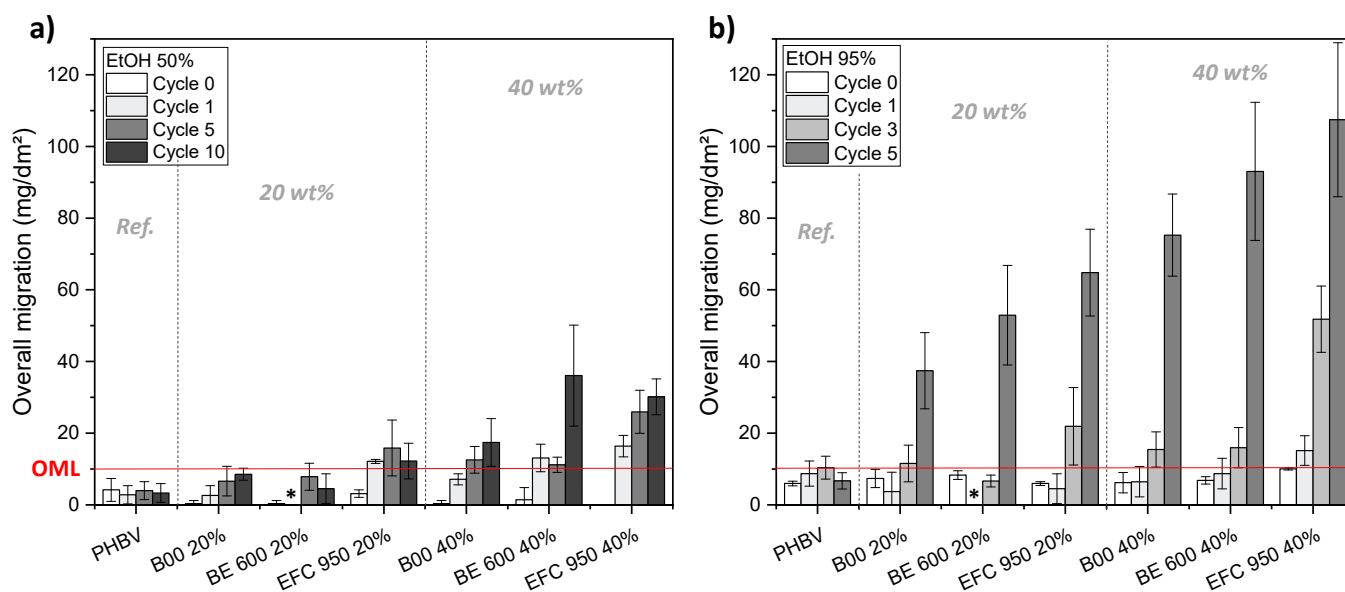 a)
EtOH 50%
Cycle 0
Cycle 1
Cycle 5
Cycle 10
Ref.
20 wt%
40 wt%
Overall migration (mg/dm²)
120
100
80
60
40
20
0
OML
PHBV
B00 20%
BE 600 20%
EFC 950 20%
B00 40%
BE 600 40%
EFC 950 40%
*
b)
EtOH 95%
Cycle 0
Cycle 1
Cycle 3
Cycle 5
Ref.
20 wt%
40 wt%
Overall migration (mg/dm²)
120
100
80
60
40
20
0
PHBV
B00 20%
BE 600 20%
EFC 950 20%
B00 40%
BE 600 40%
EFC 950 40%
*